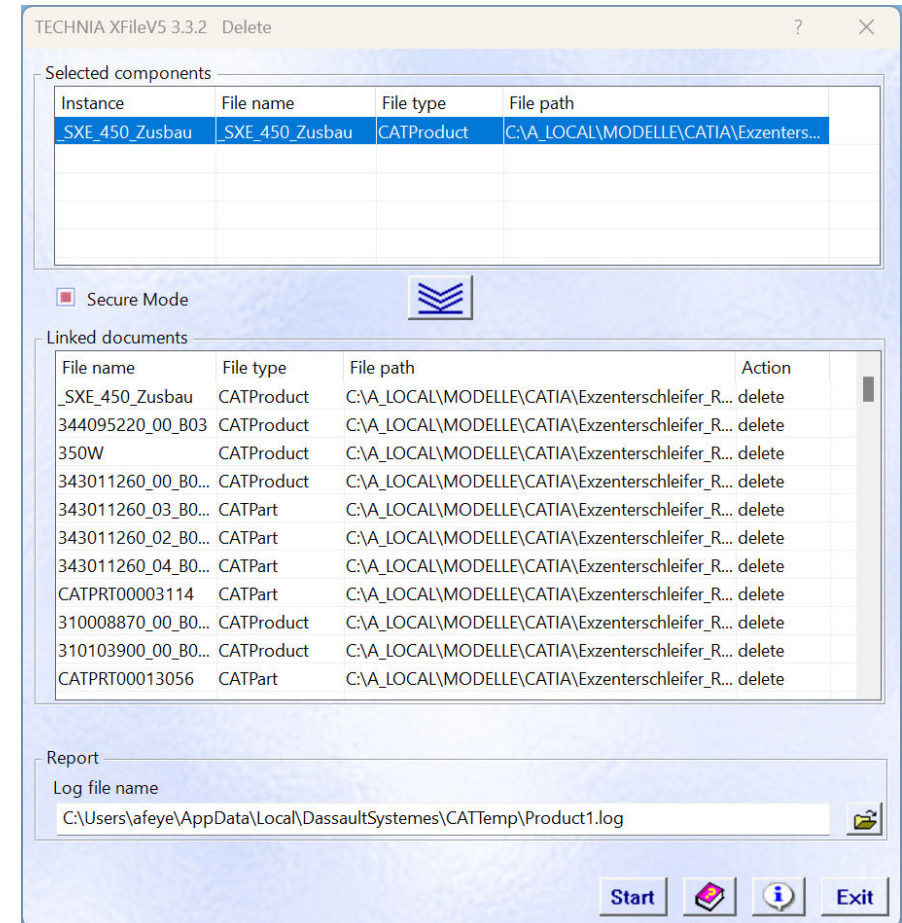 TECHNIA XFileV5 3.3.2 Delete ?
Selected components
Instance File name File type File path
_SXE_450_Zusbau _SXE_450_Zusbau CATProduct C:\A_LOCAL\MODELLE\CATIA\Exzenters...
Secure Mode
Linked documents
File name File type File path Action
_SXE_450_Zusbau CATProduct C:\A_LOCAL\MODELLE\CATIA\Exzenterschleifer_R... delete
344095220_00_B03 CATProduct C:\A_LOCAL\MODELLE\CATIA\Exzenterschleifer_R... delete
350W CATProduct C:\A_LOCAL\MODELLE\CATIA\Exzenterschleifer_R... delete
343011260_00_B0... CATProduct C:\A_LOCAL\MODELLE\CATIA\Exzenterschleifer_R... delete
343011260_03_B0... CATPart C:\A_LOCAL\MODELLE\CATIA\Exzenterschleifer_R... delete
343011260_02_B0... CATPart C:\A_LOCAL\MODELLE\CATIA\Exzenterschleifer_R... delete
343011260_04_B0... CATPart C:\A_LOCAL\MODELLE\CATIA\Exzenterschleifer_R... delete
CATPRT00003114 CATPart C:\A_LOCAL\MODELLE\CATIA\Exzenterschleifer_R... delete
310008870_00_B0... CATProduct C:\A_LOCAL\MODELLE\CATIA\Exzenterschleifer_R... delete
310103900_00_B0... CATProduct C:\A_LOCAL\MODELLE\CATIA\Exzenterschleifer_R... delete
CATPRT00013056 CATPart C:\A_LOCAL\MODELLE\CATIA\Exzenterschleifer_R... delete
Report
Log file name
C:\Users\afeye\AppData\Local\DassaultSystemes\CATTemp\Product1.log
Start Exit